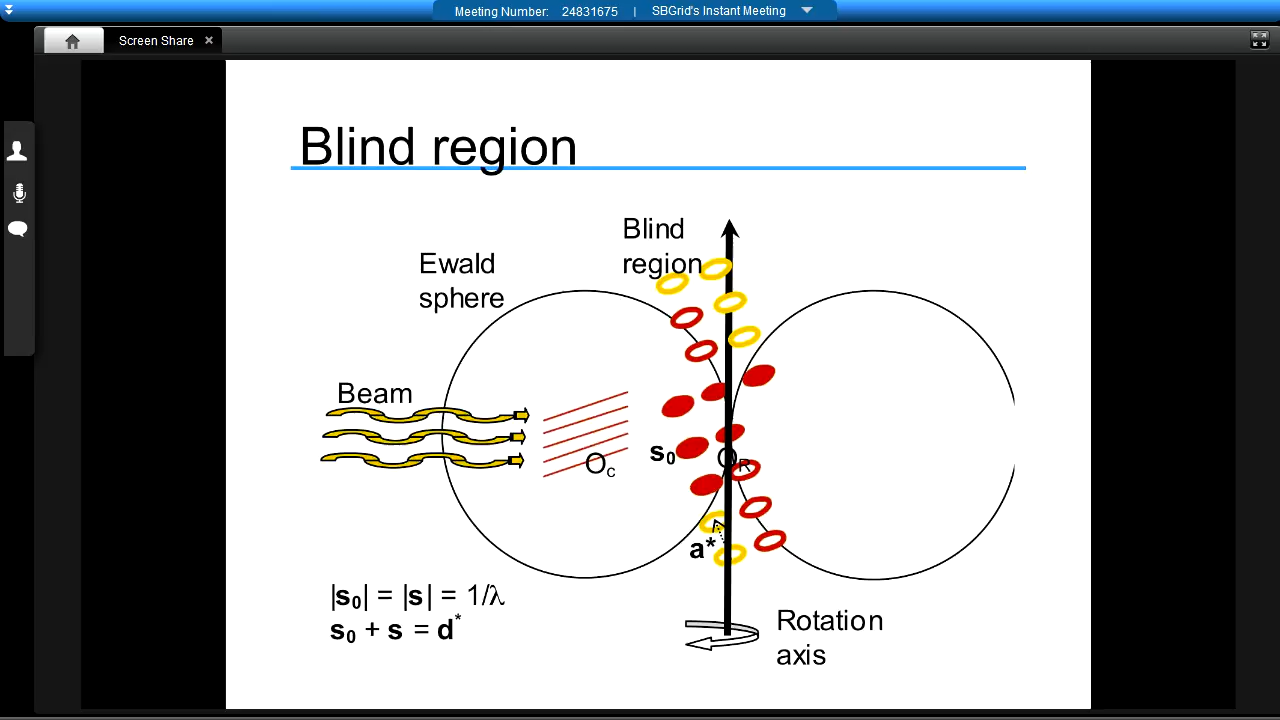 Meeting Number: 24831675 | SBGrid's Instant Meeting
Screen Share
Blind region
Blind
region
Ewald
sphere
Beam
s₀
Oc
OR
a*
|s₀| = |s| = 1/λ
s₀ + s = d*
Rotation
axis